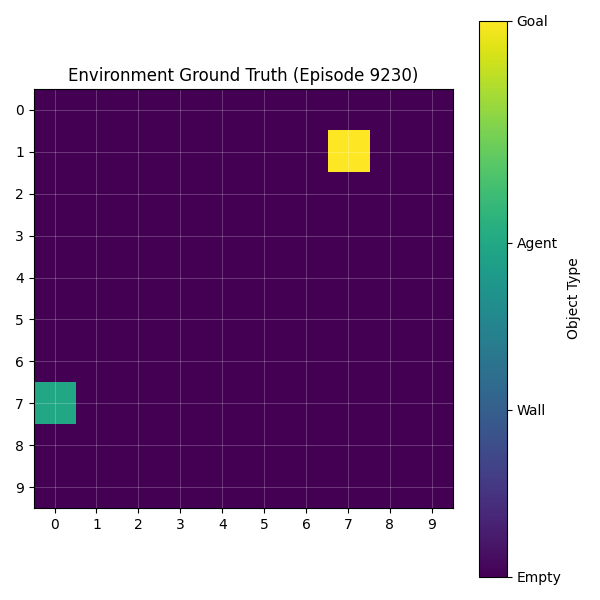 Environment Ground Truth (Episode 9230)
0
1
2
3
4
5
6
7
8
9
0 1 2 3 4 5 6 7 8 9
Goal
Agent
Wall
Empty
Object Type